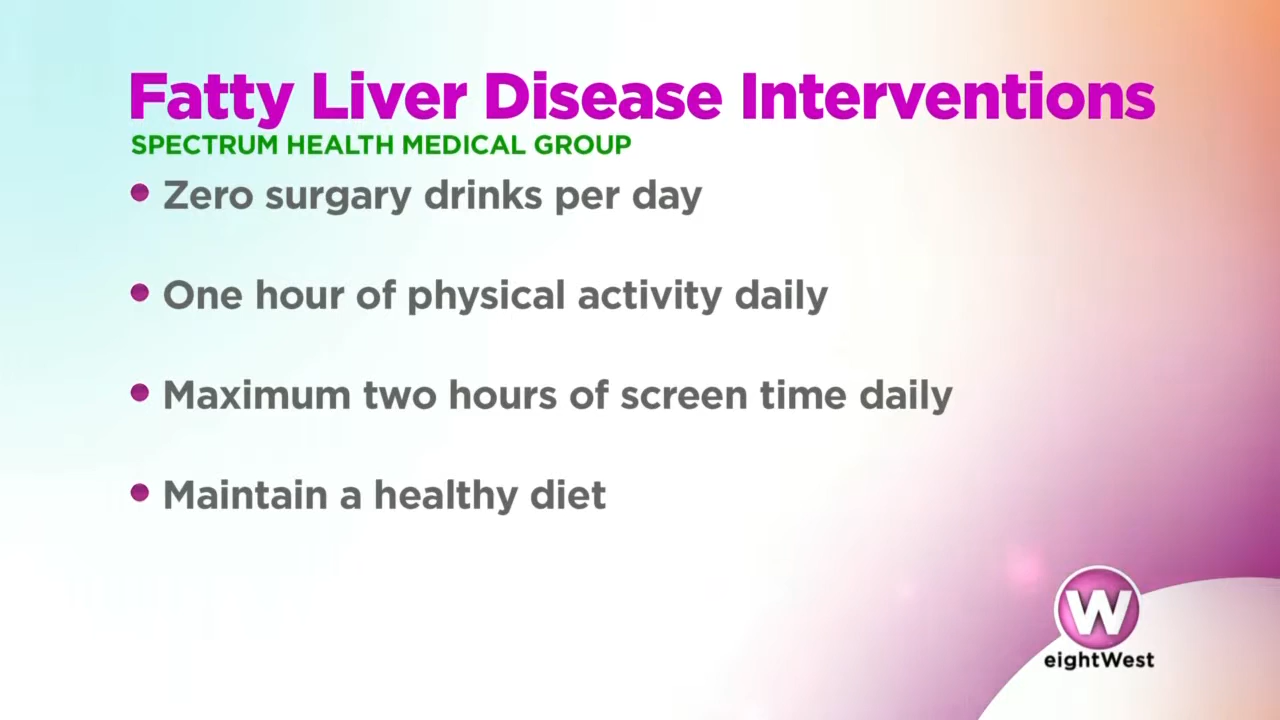 Fatty Liver Disease Interventions
SPECTRUM HEALTH MEDICAL GROUP
• Zero surgary drinks per day
• One hour of physical activity daily
• Maximum two hours of screen time daily
• Maintain a healthy diet
W
eightWest